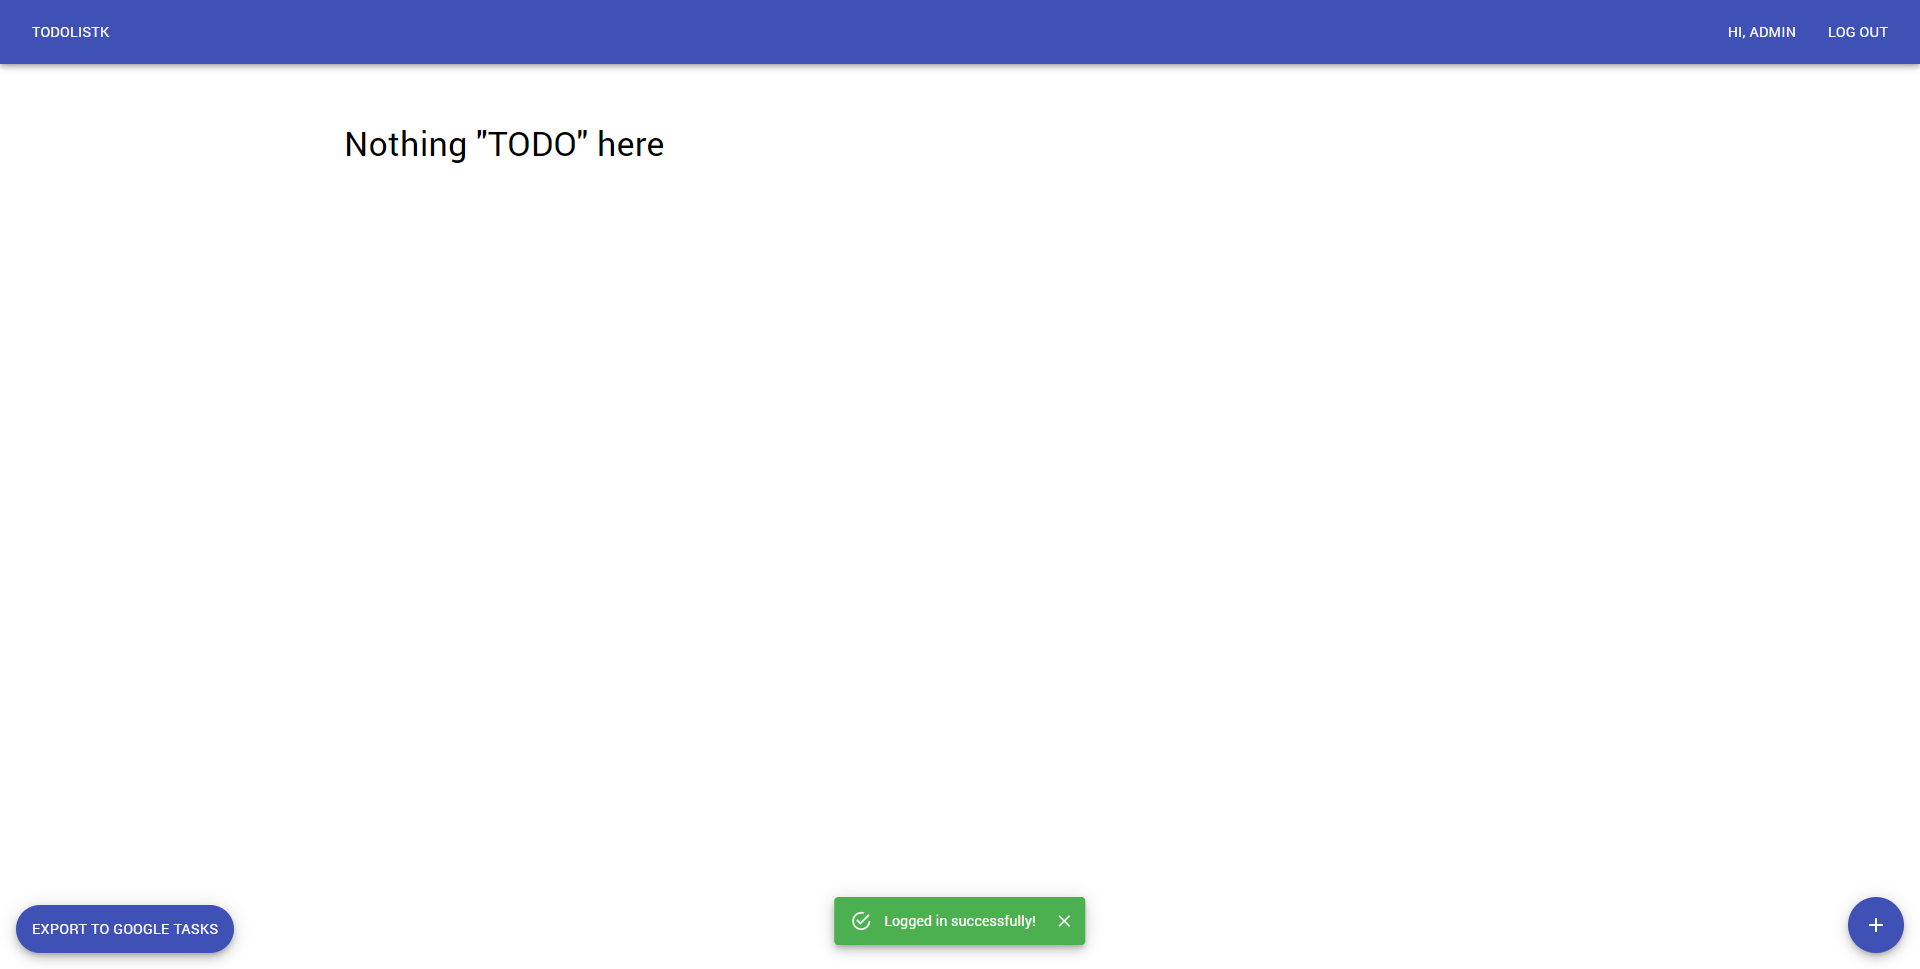 TODOLISTK
HI, ADMIN
LOG OUT
Nothing "TODO" here
EXPORT TO GOOGLE TASKS
Logged in successfully!